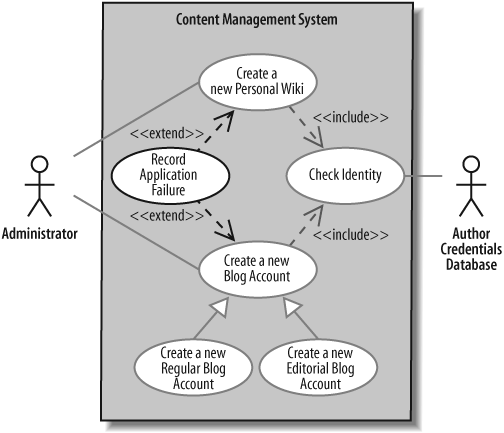 Content Management System
Create a
new Personal Wiki
<<extend>>
<<include>>
Record
Application
Failure
Check Identity
Administrator
Author
Credentials
Database
<<extend>>
<<include>>
Create a new
Blog Account
Create a new
Regular Blog
Account
Create a new
Editorial Blog
Account